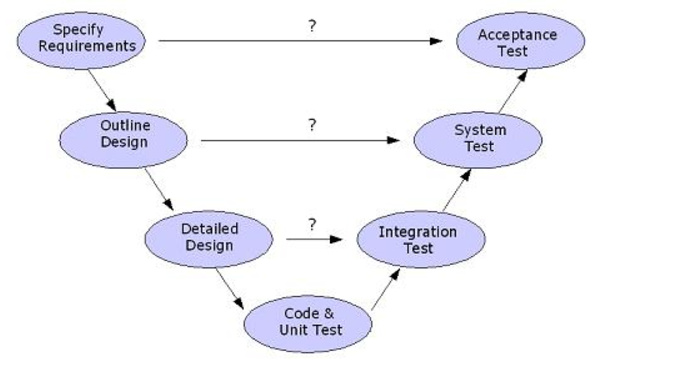 Specify
Requirements
?
Acceptance
Test
Outline
Design
?
System
Test
Detailed
Design
?
Integration
Test
Code &
Unit Test